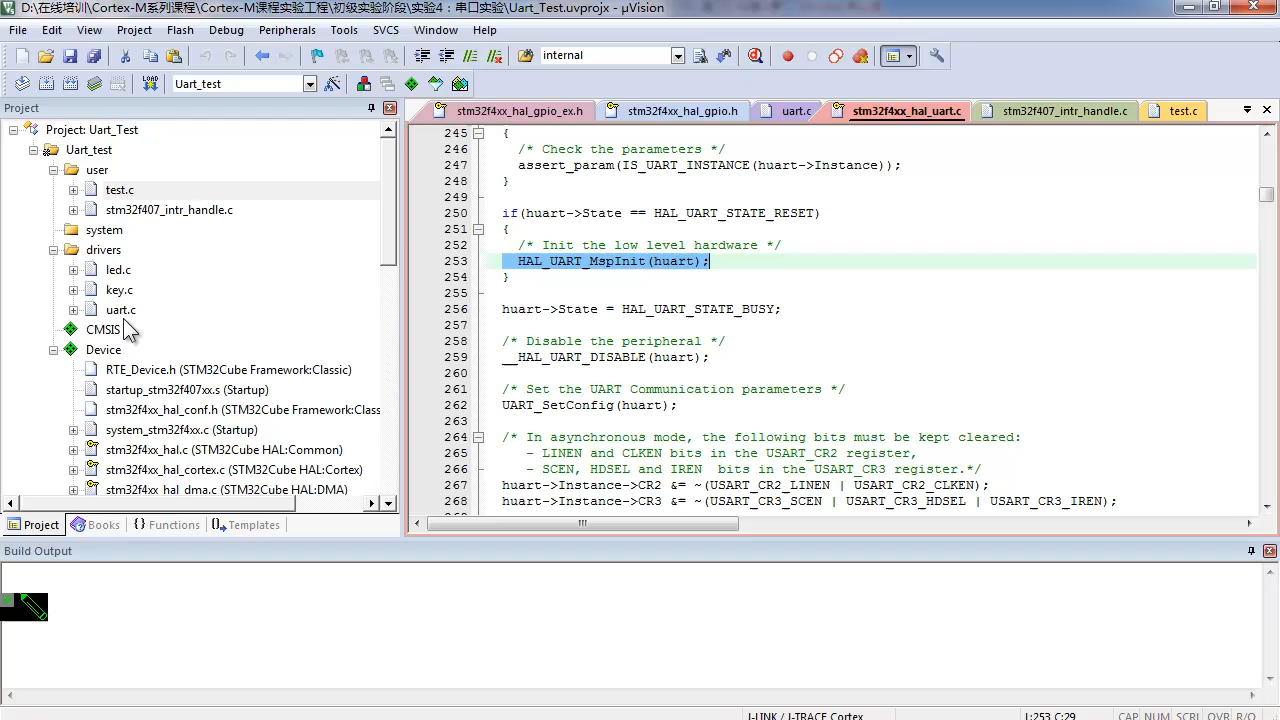 D:\在线培训\Cortex-M系列课程\Cortex-M课程实验工程\初级实验阶段\实验4：串口实验\Uart_Test.uvprojx - µVision
File Edit View Project Flash Debug Peripherals Tools SVCS Window Help
internal
LOAD Uart_test
Project
stm32f4xx_hal_gpio_ex.h stm32f4xx_hal_gpio.h uart.c stm32f4xx_hal_uart.c stm32f407_intr_handle.c test.c
Project: Uart_Test
Uart_test
user
test.c
stm32f407_intr_handle.c
system
drivers
led.c
key.c
uart.c
CMSIS
Device
RTE_Device.h (STM32Cube Framework:Classic)
startup_stm32f407xx.s (Startup)
stm32f4xx_hal_conf.h (STM32Cube Framework:Class
system_stm32f4xx.c (Startup)
stm32f4xx_hal.c (STM32Cube HAL:Common)
stm32f4xx_hal_cortex.c (STM32Cube HAL:Cortex)
stm32f4xx_hal_dma.c (STM32Cube HAL:DMA)
Project Books {} Functions Templates
245 {
246 /* Check the parameters */
247 assert_param(IS_UART_INSTANCE(huart->Instance));
248 }
249
250 if(huart->State == HAL_UART_STATE_RESET)
251 {
252 /* Init the low level hardware */
253 HAL_UART_MspInit(huart);
254 }
255
256 huart->State = HAL_UART_STATE_BUSY;
257
258 /* Disable the peripheral */
259 __HAL_UART_DISABLE(huart);
260
261 /* Set the UART Communication parameters */
262 UART_SetConfig(huart);
263
264 /* In asynchronous mode, the following bits must be kept cleared:
265 - LINEN and CLKEN bits in the USART_CR2 register,
266 - SCEN, HDSEL and IREN bits in the USART_CR3 register.*/
267 huart->Instance->CR2 &= ~(USART_CR2_LINEN | USART_CR2_CLKEN);
268 huart->Instance->CR3 &= ~(USART_CR3_SCEN | USART_CR3_HDSEL | USART_CR3_IREN);
Build Output
J-LINK / J-TRACE Cortex L:253 C:29 CAP NUM SCRL OVR R/O